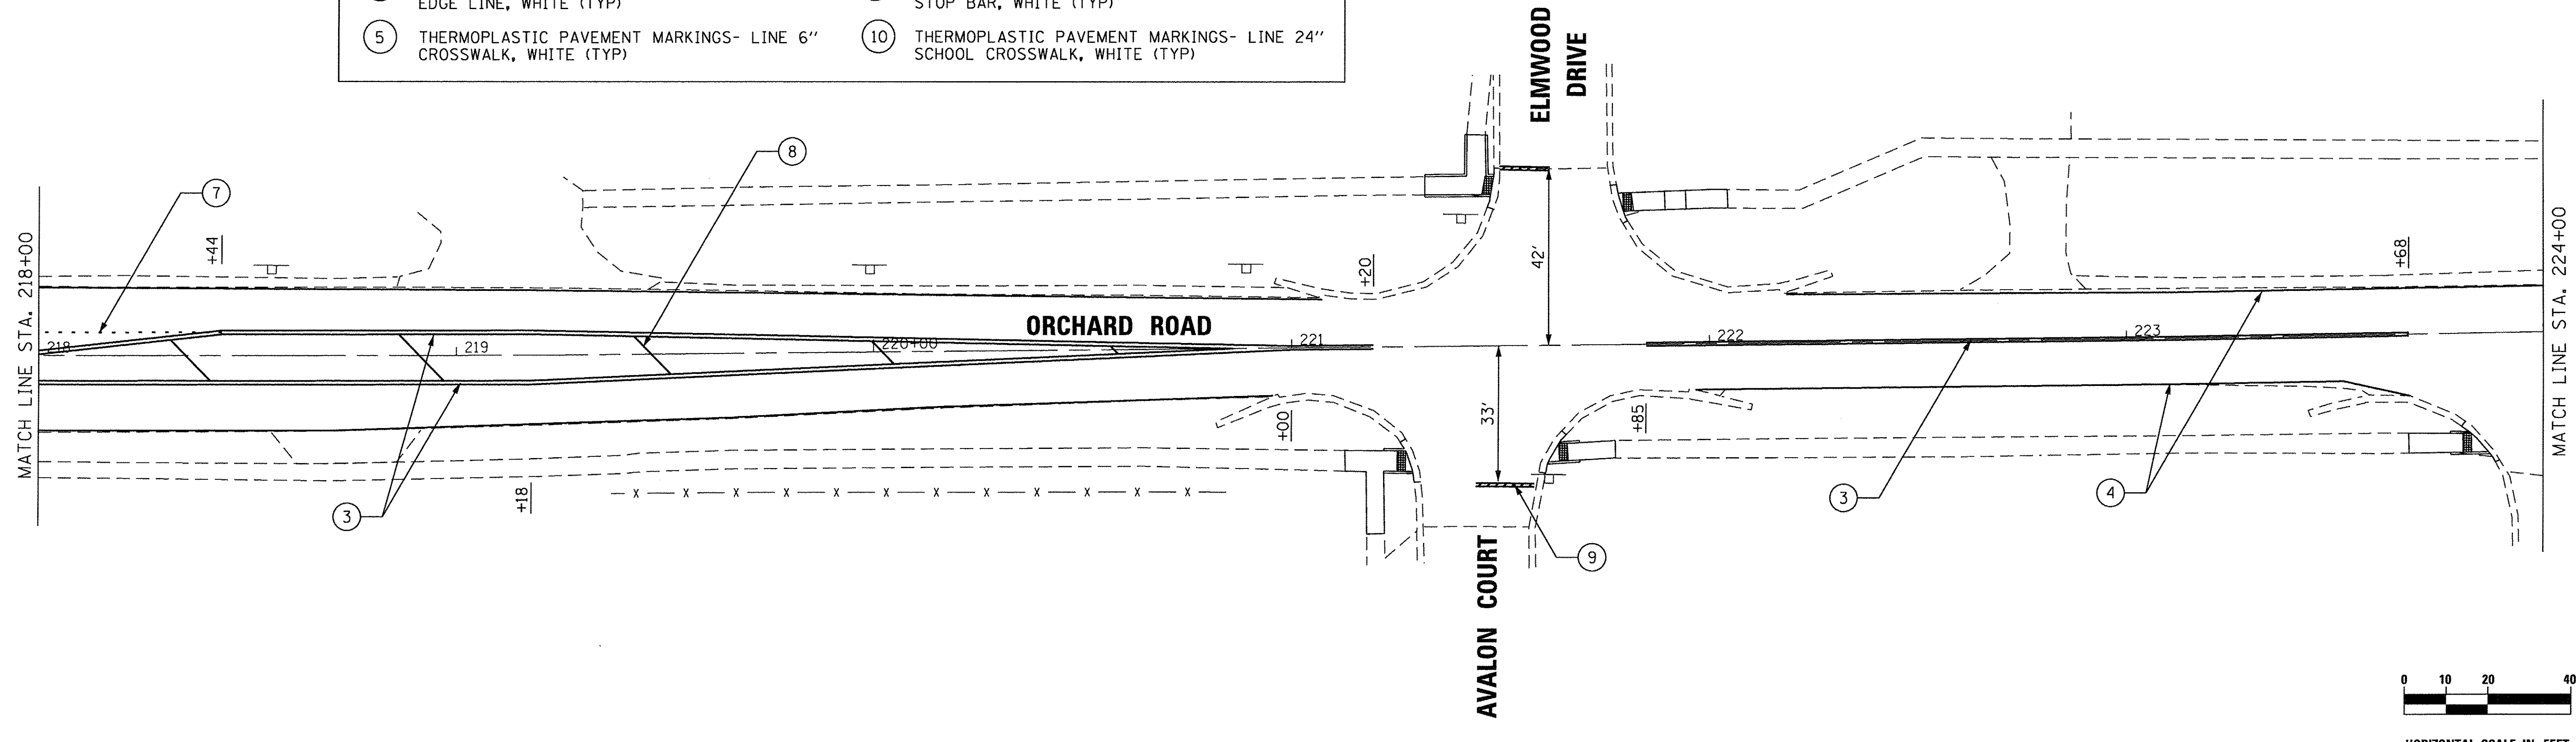 EDGE LINE, WHITE (TYP)
STOP BAR, WHITE (TYP)
5 THERMOPLASTIC PAVEMENT MARKINGS- LINE 6"
CROSSWALK, WHITE (TYP)
10 THERMOPLASTIC PAVEMENT MARKINGS- LINE 24"
SCHOOL CROSSWALK, WHITE (TYP)
ELMWOOD
DRIVE
8
7
MATCH LINE STA. 218+00
+44
+20
42'
+68
MATCH LINE STA. 224+00
ORCHARD ROAD
218
219
220+00
221
222
223
+00
33'
+85
+18
3
3
4
9
AVALON COURT
0 10 20 40
HORIZONTAL SCALE IN FEET